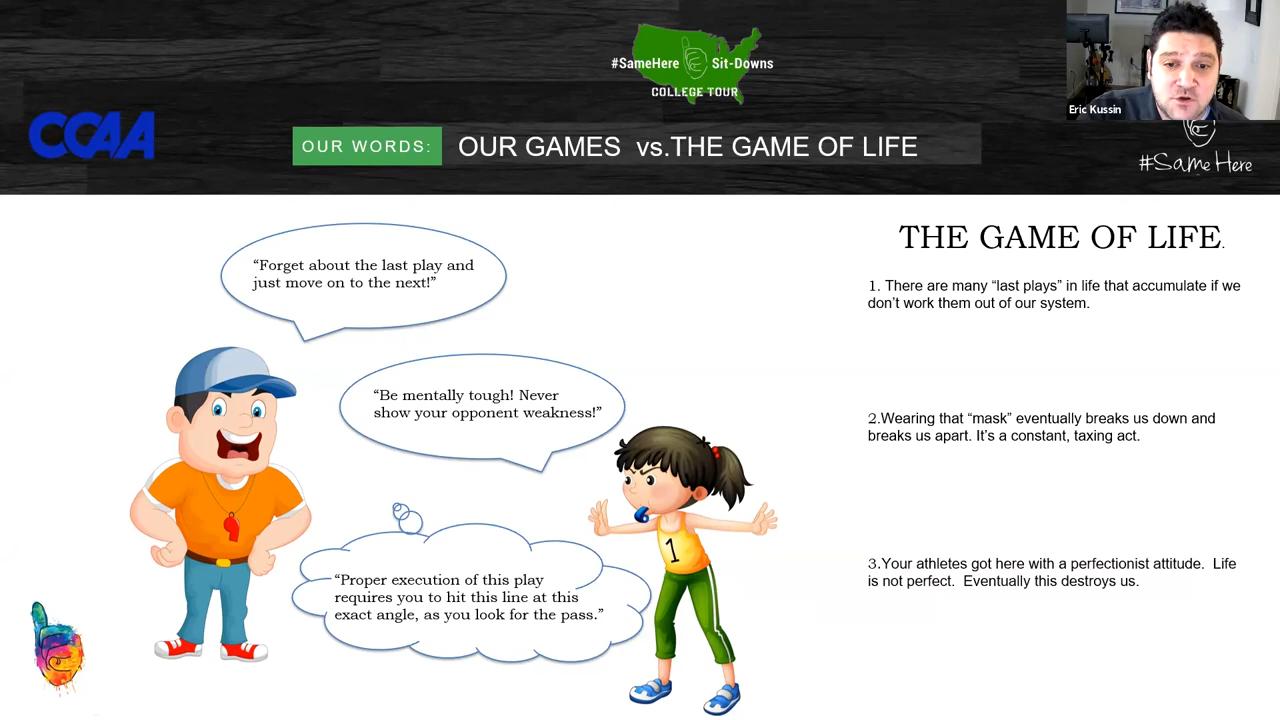 #SameHere Sit-Downs
COLLEGE TOUR
Eric Kussin
CCAA
OUR WORDS: OUR GAMES vs.THE GAME OF LIFE
#SameHere
THE GAME OF LIFE.
“Forget about the last play and
just move on to the next!”
“Be mentally tough! Never
show your opponent weakness!”
“Proper execution of this play
requires you to hit this line at this
exact angle, as you look for the pass.”
1
1. There are many “last plays” in life that accumulate if we
don’t work them out of our system.
2.Wearing that “mask” eventually breaks us down and
breaks us apart. It’s a constant, taxing act.
3.Your athletes got here with a perfectionist attitude. Life
is not perfect. Eventually this destroys us.